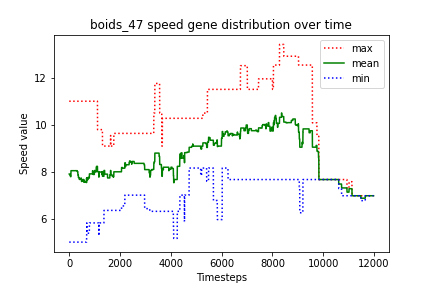 boids_47 speed gene distribution over time
max
mean
min
12
10
8
6
Speed value
0
2000
4000
6000
8000
10000
12000
Timesteps